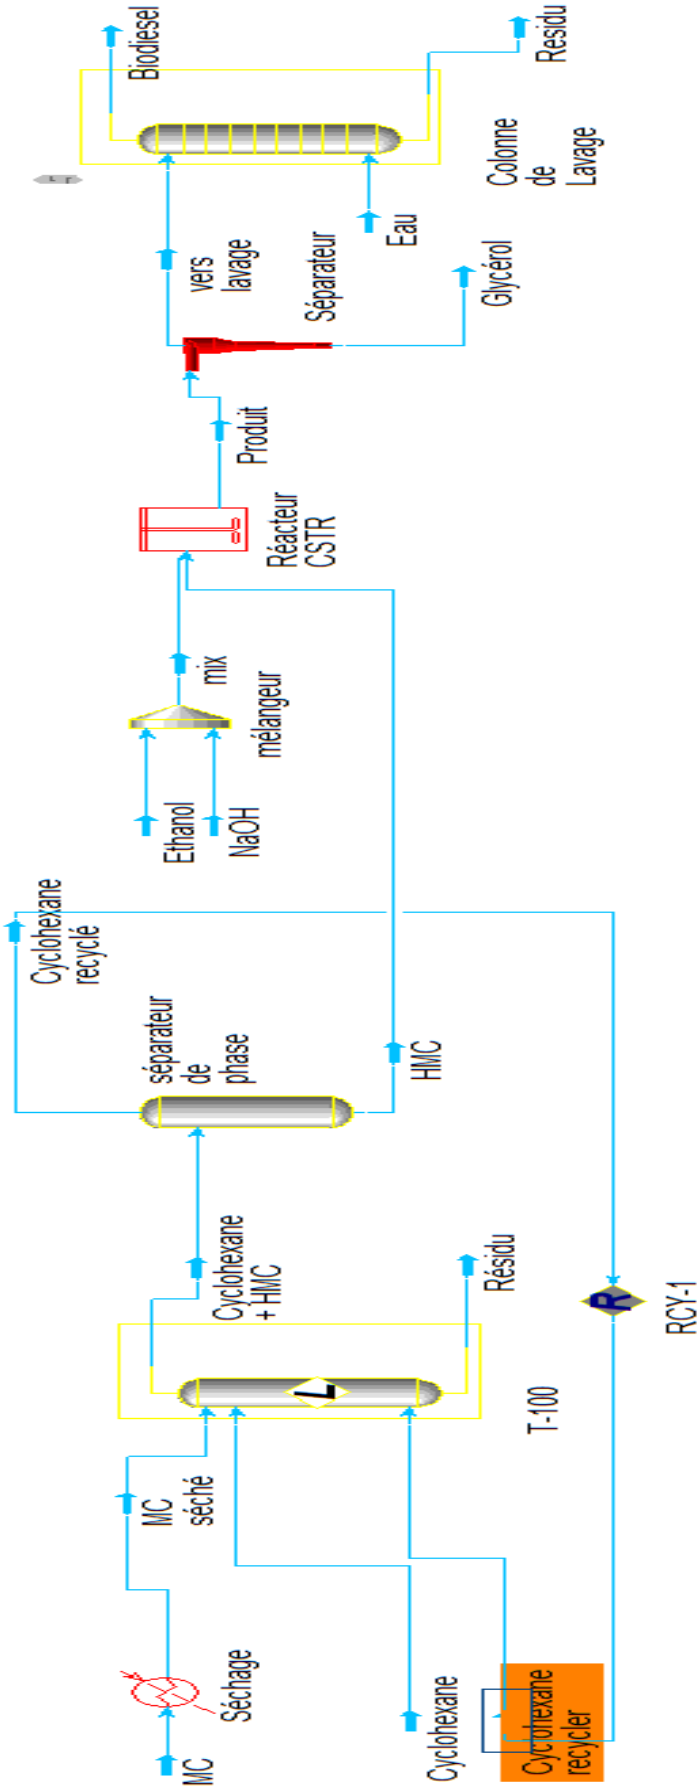 MC
Séchage
MC
séché
Cyclohexane
Cyclohexane
recycler
T-100
L
Cyclohexane
+ HMC
Résidu
RCY-1
R
séparateur
de
phase
HMC
Cyclohexane
recyclé
Ethanol
NaOH
mélangeur
mix
Réacteur
CSTR
Produit
Séparateur
vers
lavage
Glycérol
Eau
Colonne
de
Lavage
Biodiesel
Residu